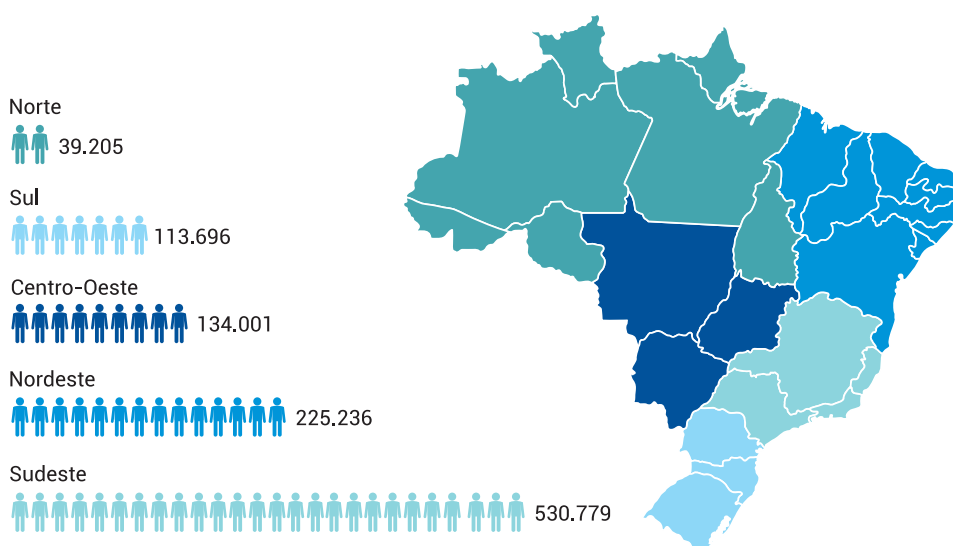 Norte
39.205
Sul
113.696
Centro-Oeste
134.001
Nordeste
225.236
Sudeste
530.779